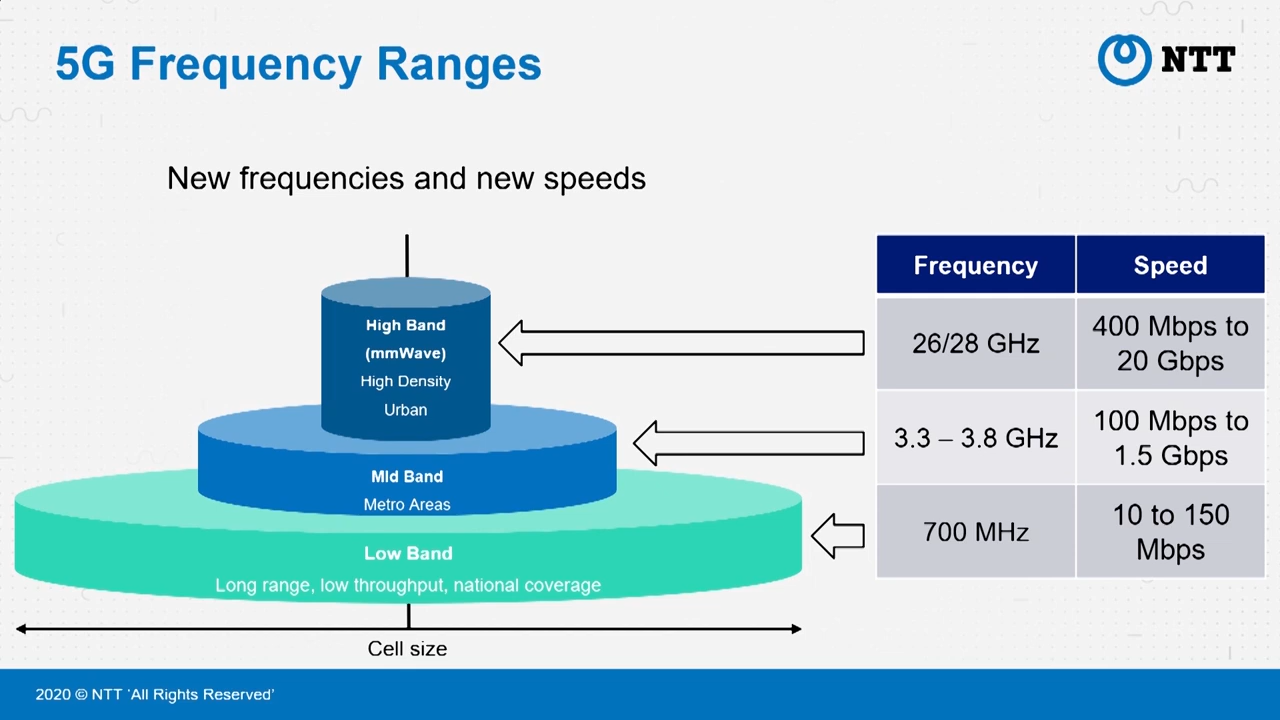 5G Frequency Ranges
NTT
New frequencies and new speeds
High Band
(mmWave)
High Density
Urban
Mid Band
Metro Areas
Low Band
Long range, low throughput, national coverage
Cell size
Frequency Speed
26/28 GHz 400 Mbps to
20 Gbps
3.3 – 3.8 GHz 100 Mbps to
1.5 Gbps
700 MHz 10 to 150
Mbps
2020 © NTT 'All Rights Reserved'